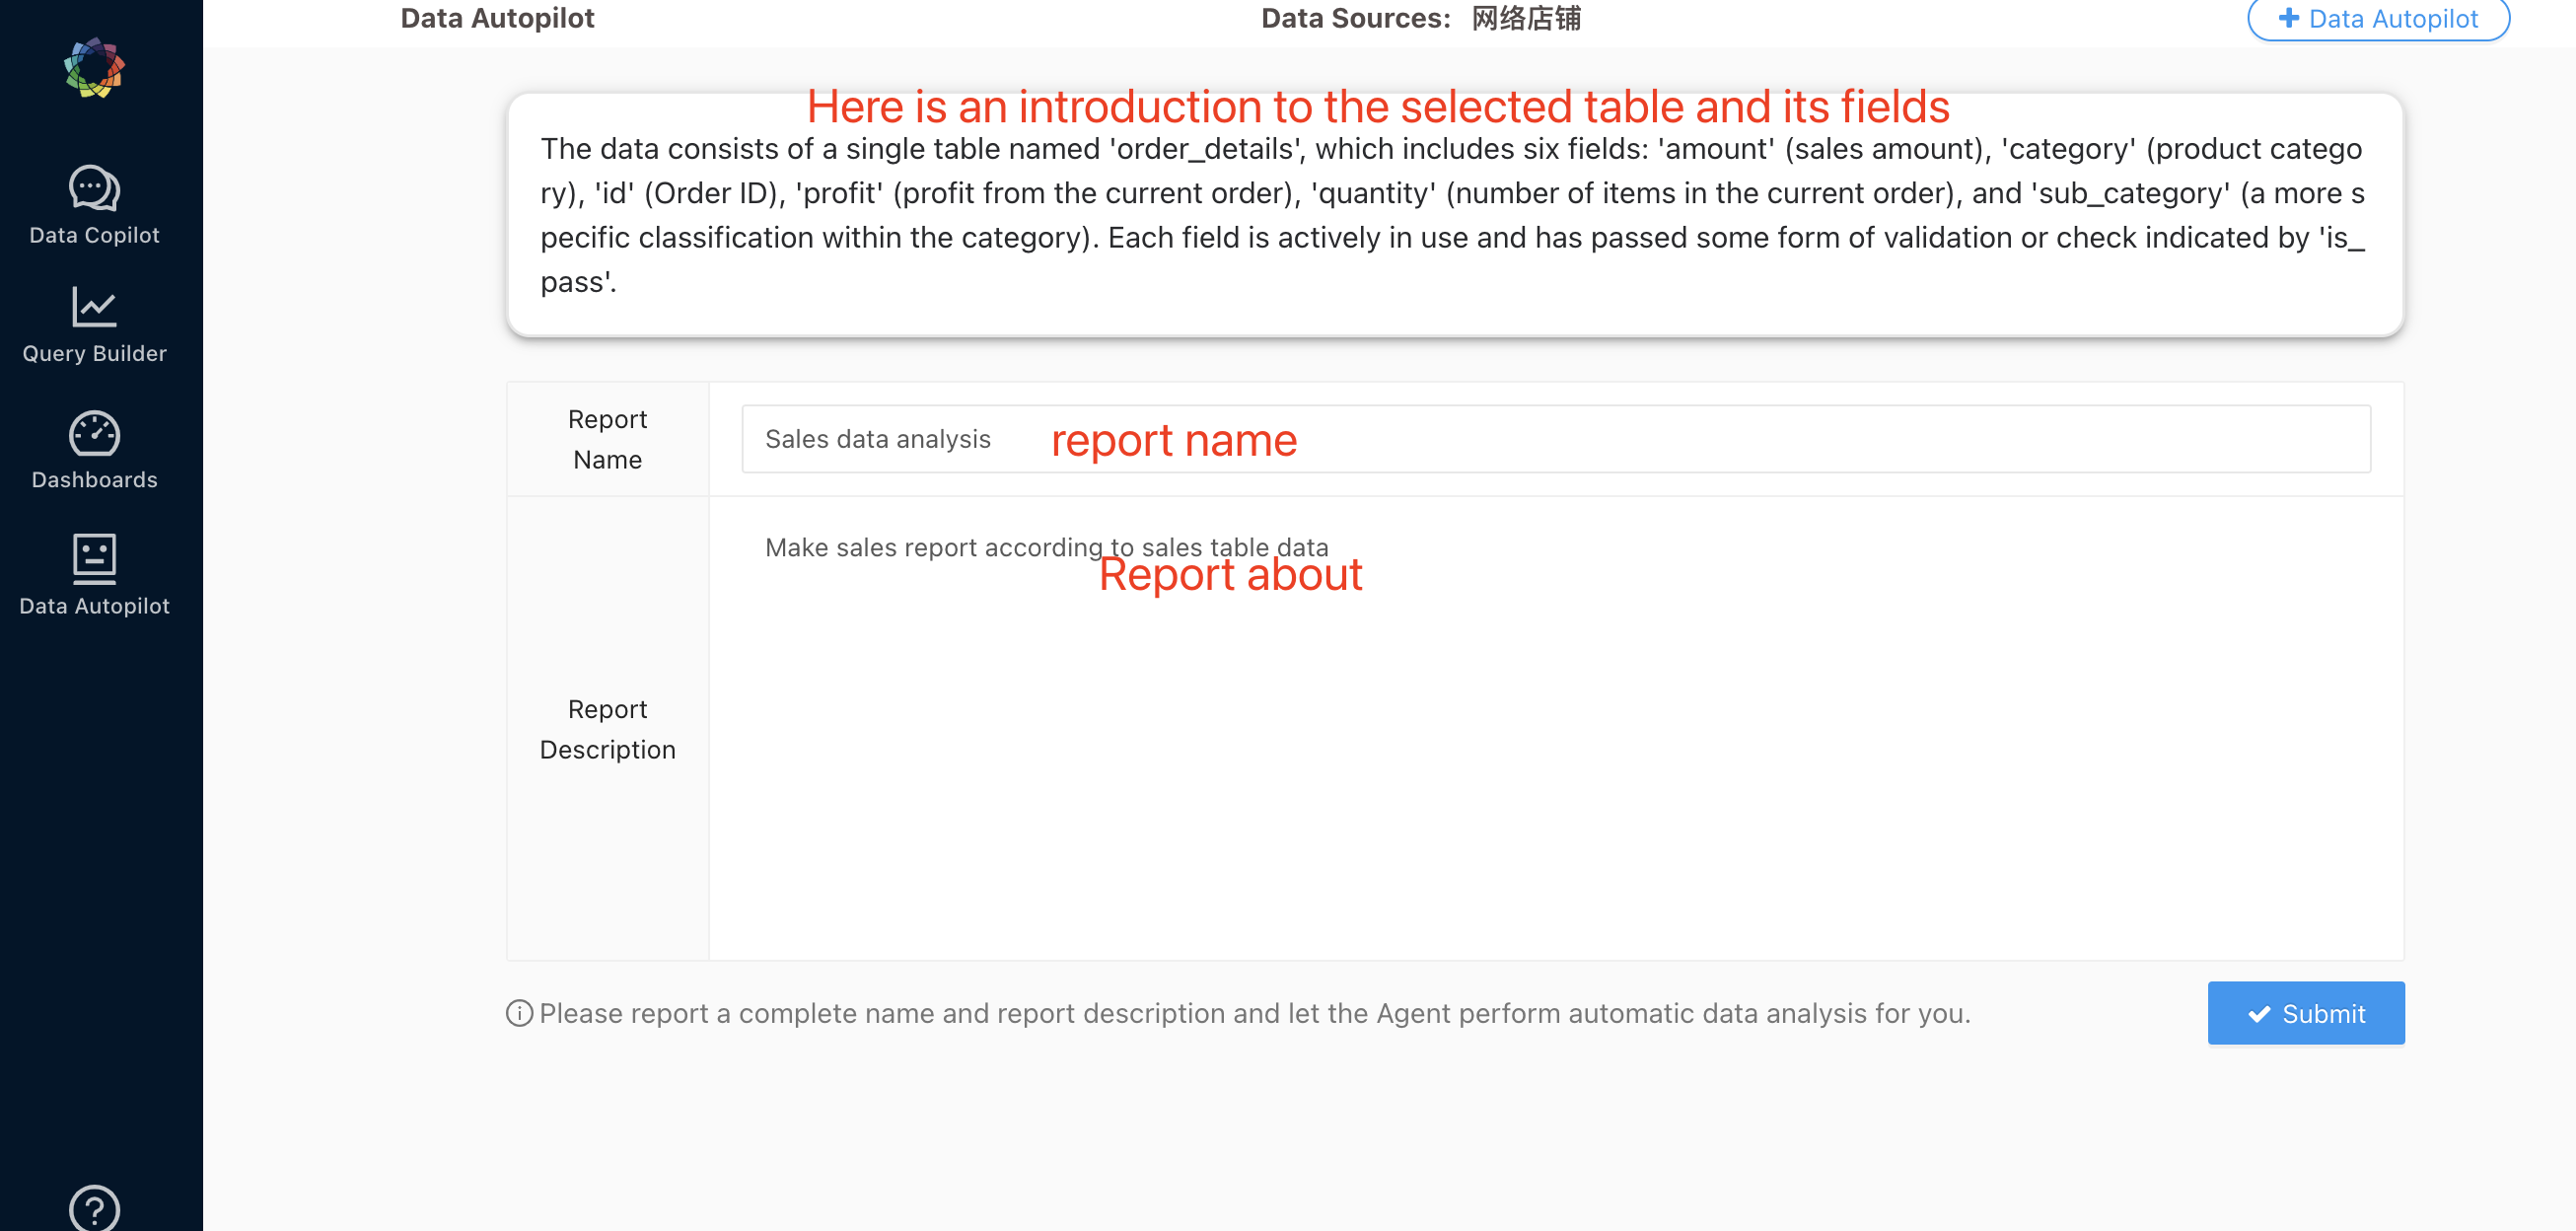 Data Autopilot
Data Sources: 网络店铺
+ Data Autopilot
Data Copilot
Query Builder
Dashboards
Data Autopilot
Here is an introduction to the selected table and its fields
The data consists of a single table named 'order_details', which includes six fields: 'amount' (sales amount), 'category' (product catego
ry), 'id' (Order ID), 'profit' (profit from the current order), 'quantity' (number of items in the current order), and 'sub_category' (a more s
pecific classification within the category). Each field is actively in use and has passed some form of validation or check indicated by 'is_
pass'.
Report
Name
Sales data analysis
report name
Report
Description
Make sales report according to sales table data
Report about
Please report a complete name and report description and let the Agent perform automatic data analysis for you.
Submit